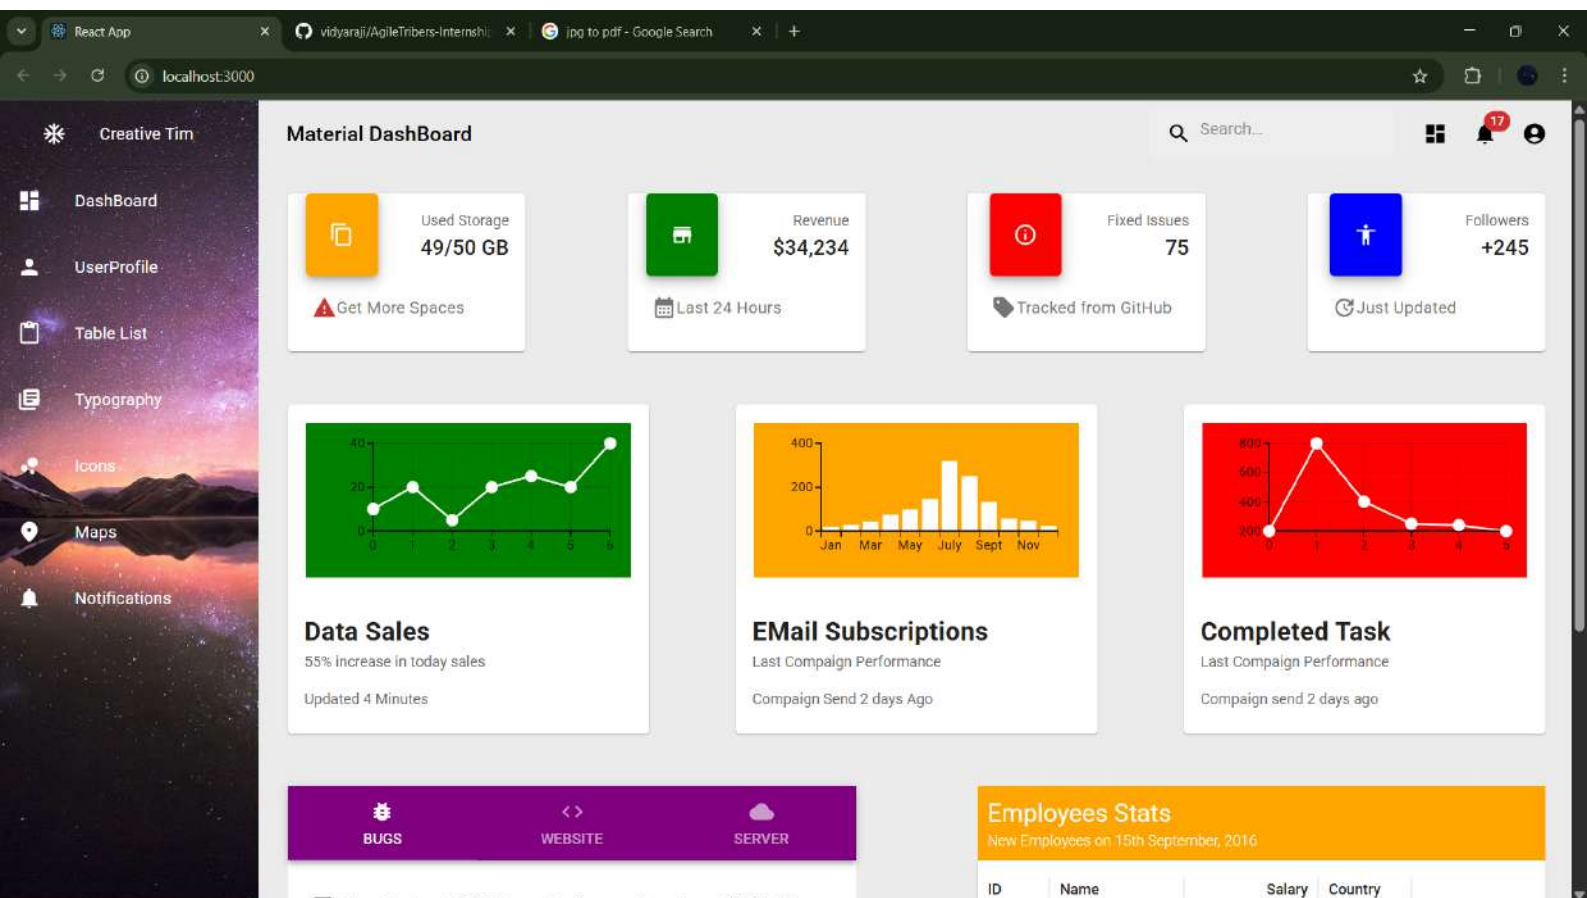 React App
vidyaraji/AgileTribers-Internshi
jpg to pdf - Google Search
localhost:3000
Creative Tim
DashBoard
UserProfile
Table List
Typography
Icons
Maps
Notifications
Material DashBoard
Search...
17
Used Storage
49/50 GB
Get More Spaces
Revenue
$34,234
Last 24 Hours
Fixed Issues
75
Tracked from GitHub
Followers
+245
Just Updated
40
20
0
0 1 2 3 4 5 6
Data Sales
55% increase in today sales
Updated 4 Minutes
400
200
0
Jan Mar May July Sept Nov
EMail Subscriptions
Last Compaign Performance
Compaign Send 2 days Ago
800
600
400
200
0 1 2 3 4 5
Completed Task
Last Compaign Performance
Compaign send 2 days ago
BUGS WEBSITE SERVER
Employees Stats
New Employees on 15th September, 2016
ID Name Salary Country